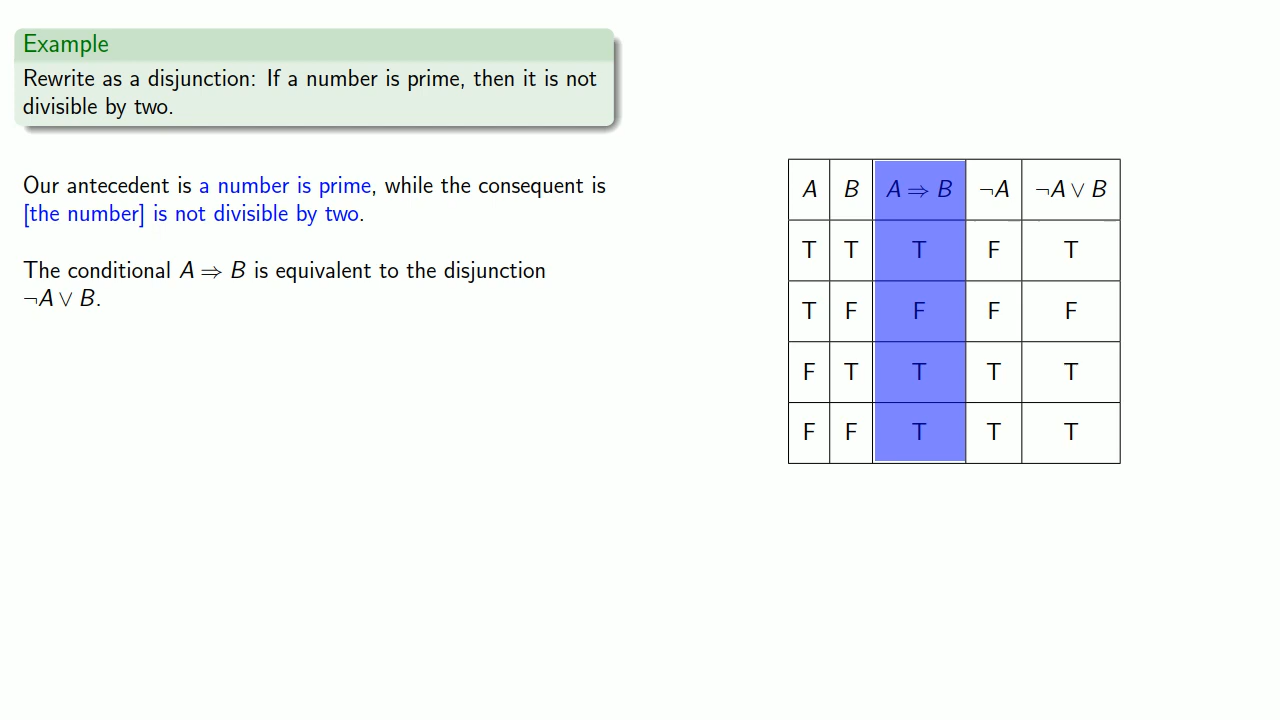 Example
Rewrite as a disjunction: If a number is prime, then it is not
divisible by two.
Our antecedent is a number is prime, while the consequent is
[the number] is not divisible by two.
The conditional A ⇒ B is equivalent to the disjunction
¬A ∨ B.
A B A ⇒ B ¬A ¬A ∨ B
T T T F T
T F F F F
F T T T T
F F T T T